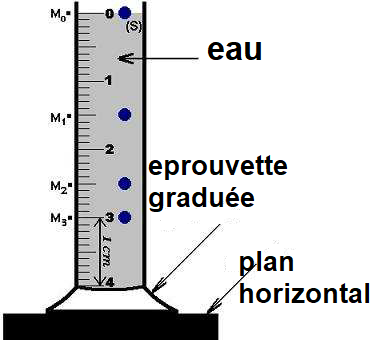 M₀ 0
(S)
eau
1
M₁
2
eprouvette
graduée
M₂
M₃ 3
1 cm
plan
horizontal
4